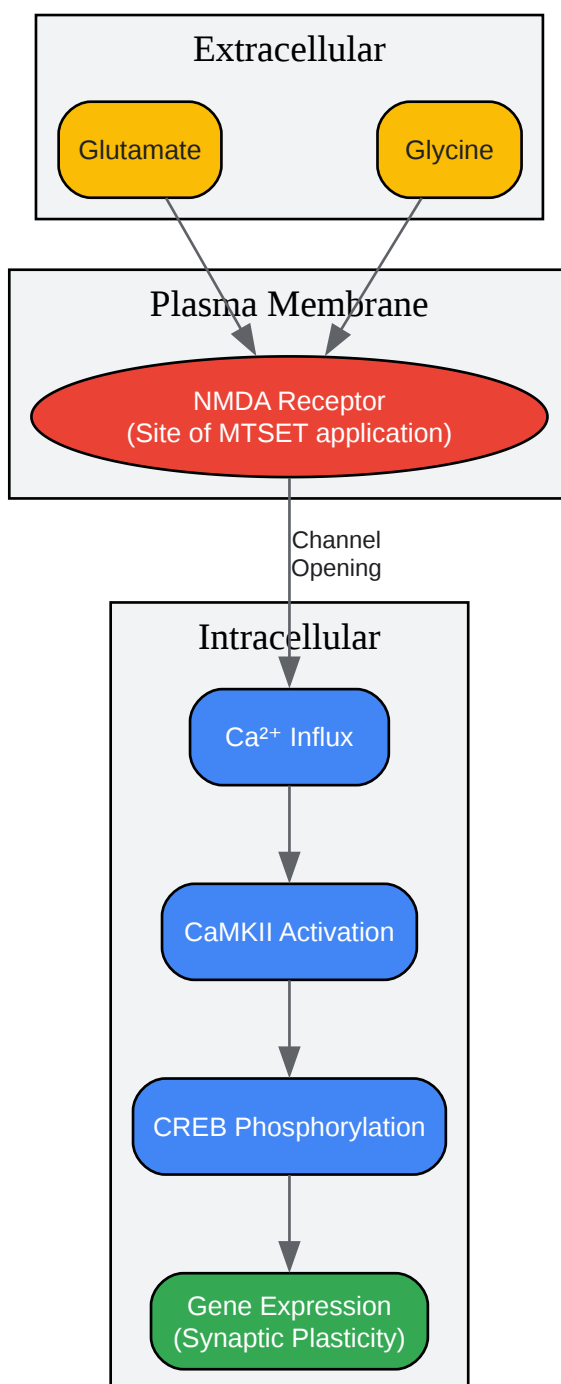 Extracellular
Glutamate
Glycine
Plasma Membrane
NMDA Receptor
(Site of MTSET application)
Channel
Opening
Intracellular
Ca²⁺ Influx
CaMKII Activation
CREB Phosphorylation
Gene Expression
(Synaptic Plasticity)